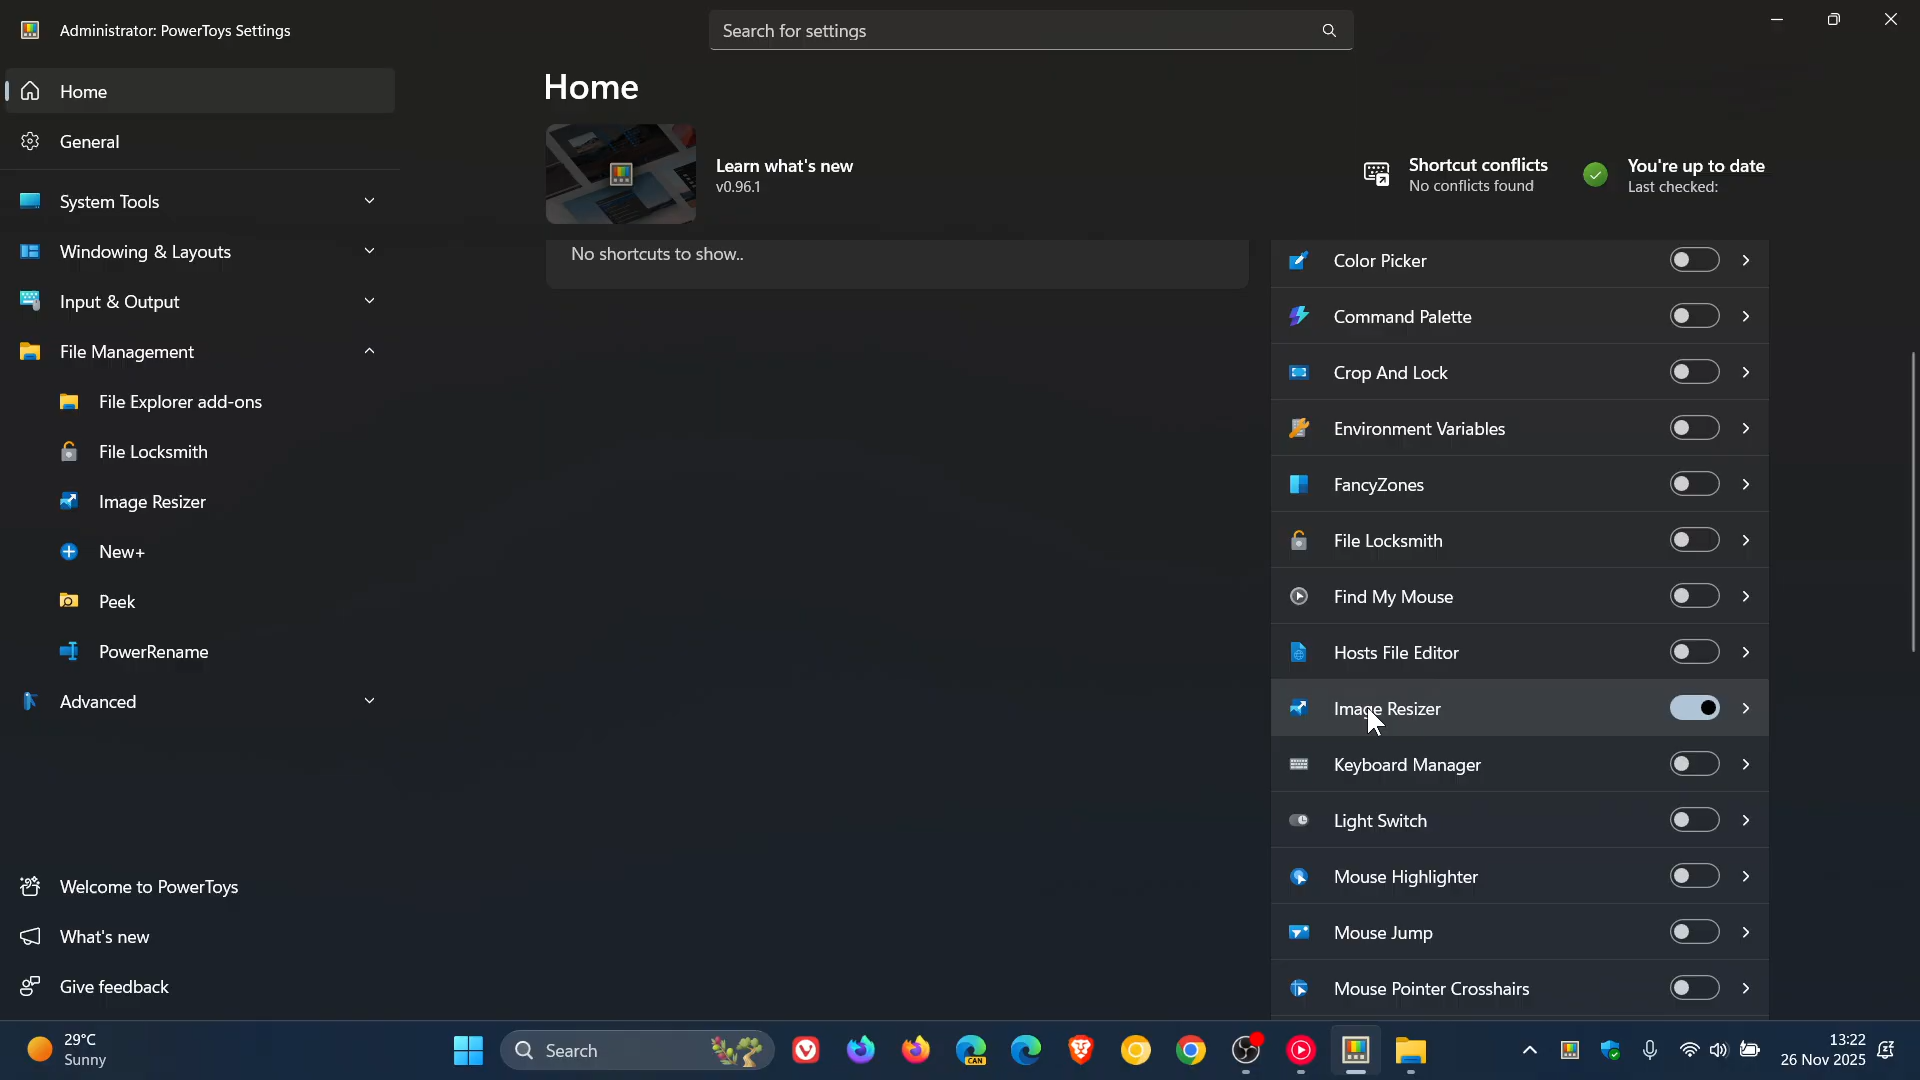 Administrator: PowerToys Settings
Search for settings
Home
General
System Tools
Windowing & Layouts
Input & Output
File Management
File Explorer add-ons
File Locksmith
Image Resizer
New+
Peek
PowerRename
Advanced
Welcome to PowerToys
What's new
Give feedback
Home
Learn what's new
v0.96.1
Shortcut conflicts
No conflicts found
You're up to date
Last checked:
No shortcuts to show..
Color Picker
Command Palette
Crop And Lock
Environment Variables
FancyZones
File Locksmith
Find My Mouse
Hosts File Editor
Image Resizer
Keyboard Manager
Light Switch
Mouse Highlighter
Mouse Jump
Mouse Pointer Crosshairs
29°C
Sunny
Search
CAN
13:22
26 Nov 2025